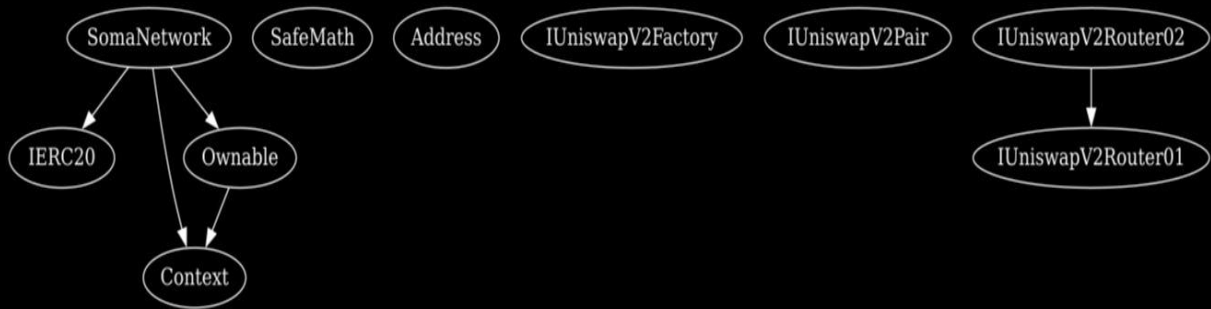 SomaNetwork SafeMath Address IUniswapV2Factory IUniswapV2Pair IUniswapV2Router02
IERC20 Ownable IUniswapV2Router01
Context